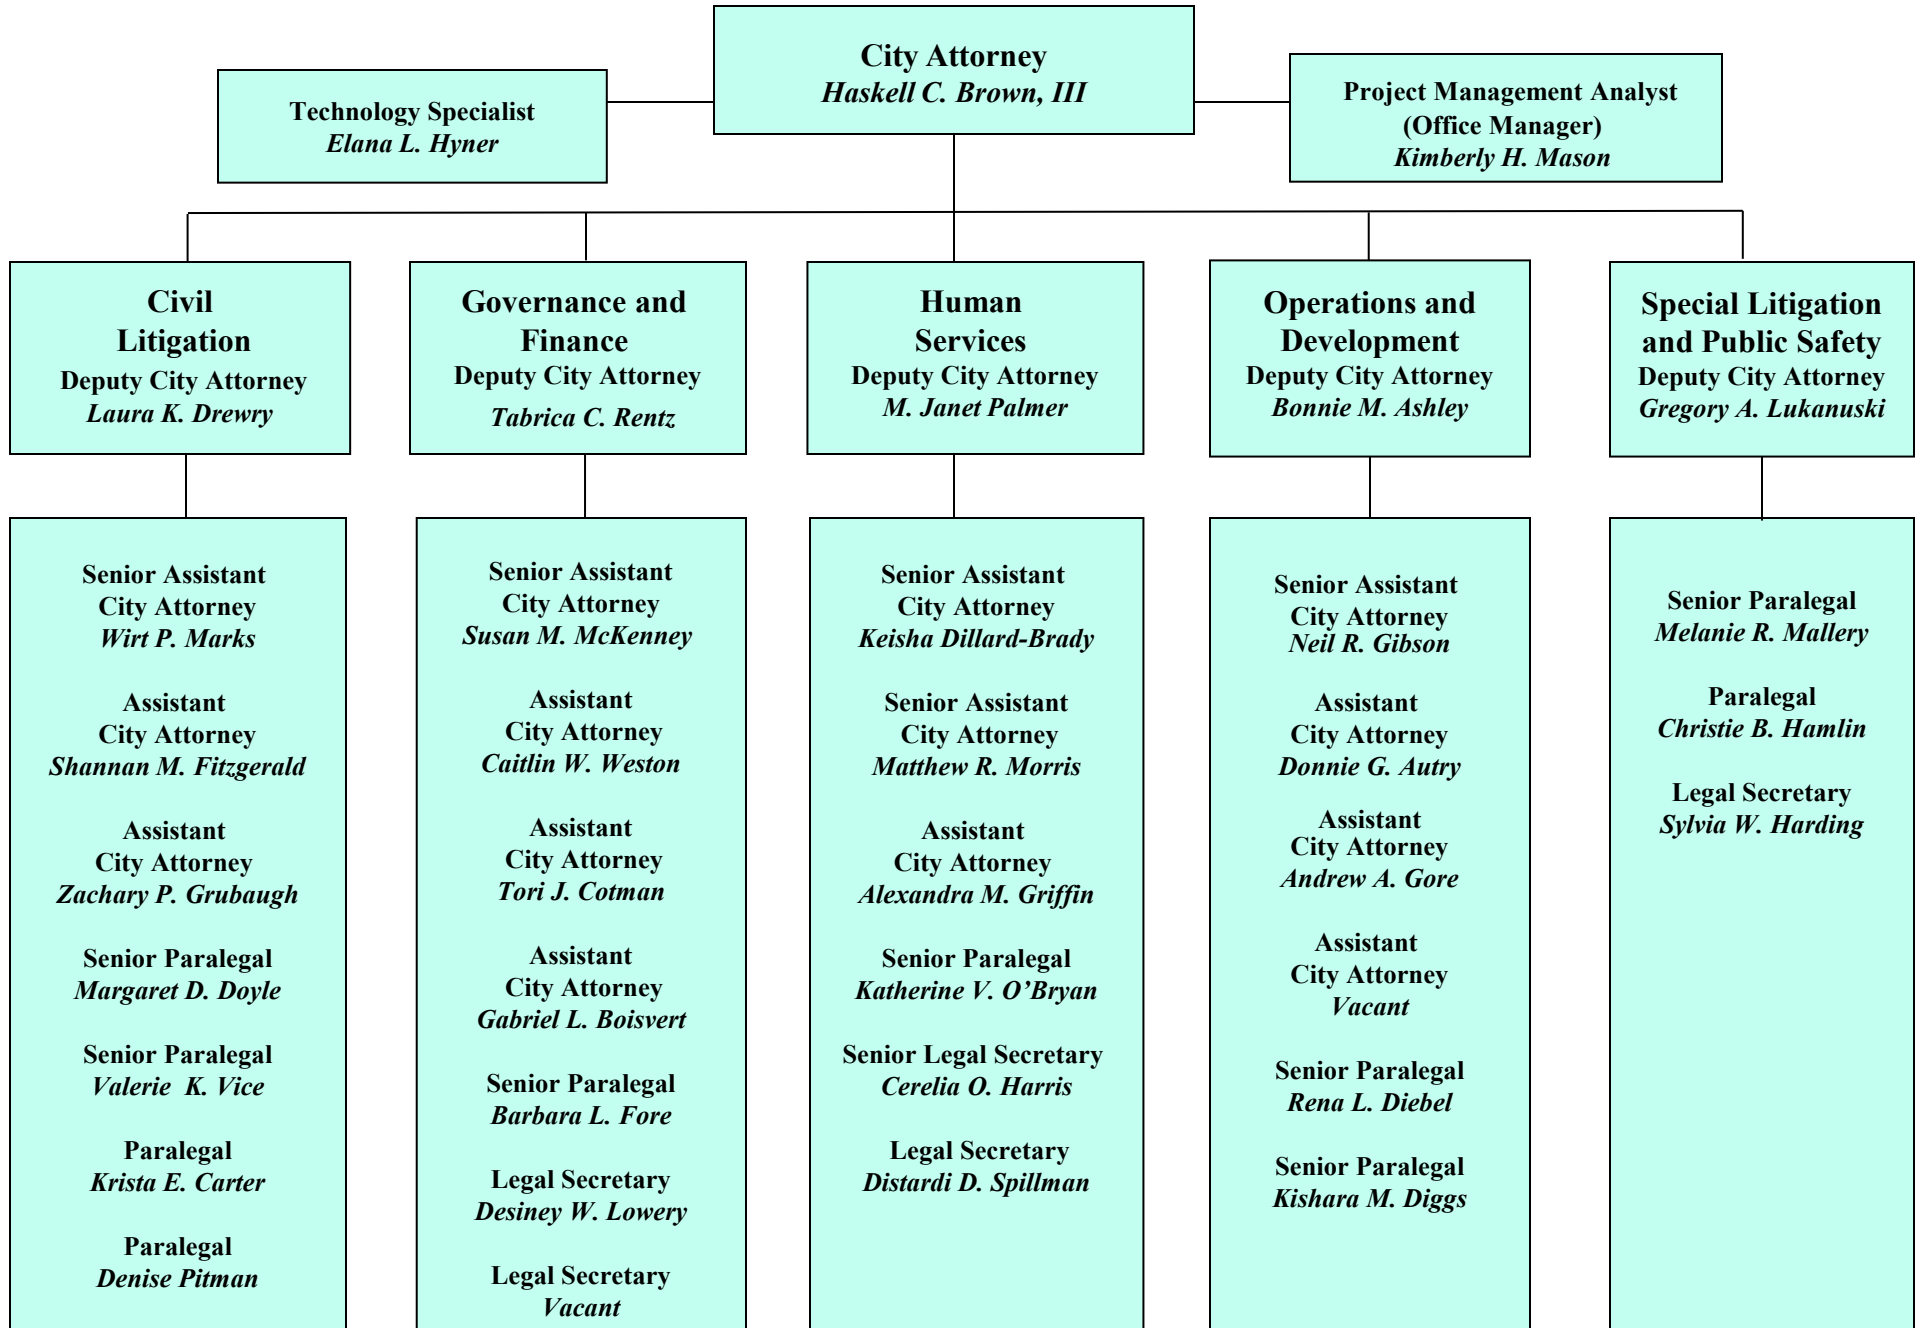 City Attorney
Haskell C. Brown, III
Technology Specialist
Elana L. Hyner
Project Management Analyst
(Office Manager)
Kimberly H. Mason
Civil
Litigation
Deputy City Attorney
Laura K. Drewry
Governance and
Finance
Deputy City Attorney
Tabrica C. Rentz
Human
Services
Deputy City Attorney
M. Janet Palmer
Operations and
Development
Deputy City Attorney
Bonnie M. Ashley
Special Litigation
and Public Safety
Deputy City Attorney
Gregory A. Lukanuski
Senior Assistant
City Attorney
Wirt P. Marks
Assistant
City Attorney
Shannan M. Fitzgerald
Assistant
City Attorney
Zachary P. Grubaugh
Senior Paralegal
Margaret D. Doyle
Senior Paralegal
Valerie  K. Vice
Paralegal
Krista E. Carter
Paralegal
Denise Pitman
Senior Assistant
City Attorney
Susan M. McKenney
Assistant
City Attorney
Caitlin W. Weston
Assistant
City Attorney
Tori J. Cotman
Assistant
City Attorney
Gabriel L. Boisvert
Senior Paralegal
Barbara L. Fore
Legal Secretary
Desiney W. Lowery
Legal Secretary
Vacant
Senior Assistant
City Attorney
Keisha Dillard-Brady
Senior Assistant
City Attorney
Matthew R. Morris
Assistant
City Attorney
Alexandra M. Griffin
Senior Paralegal
Katherine V. O’Bryan
Senior Legal Secretary
Cerelia O. Harris
Legal Secretary
Distardi D. Spillman
Senior Assistant
City Attorney
Neil R. Gibson
Assistant
City Attorney
Donnie G. Autry
Assistant
City Attorney
Andrew A. Gore
Assistant
City Attorney
Vacant
Senior Paralegal
Rena L. Diebel
Senior Paralegal
Kishara M. Diggs
Senior Paralegal
Melanie R. Mallery
Paralegal
Christie B. Hamlin
Legal Secretary
Sylvia W. Harding